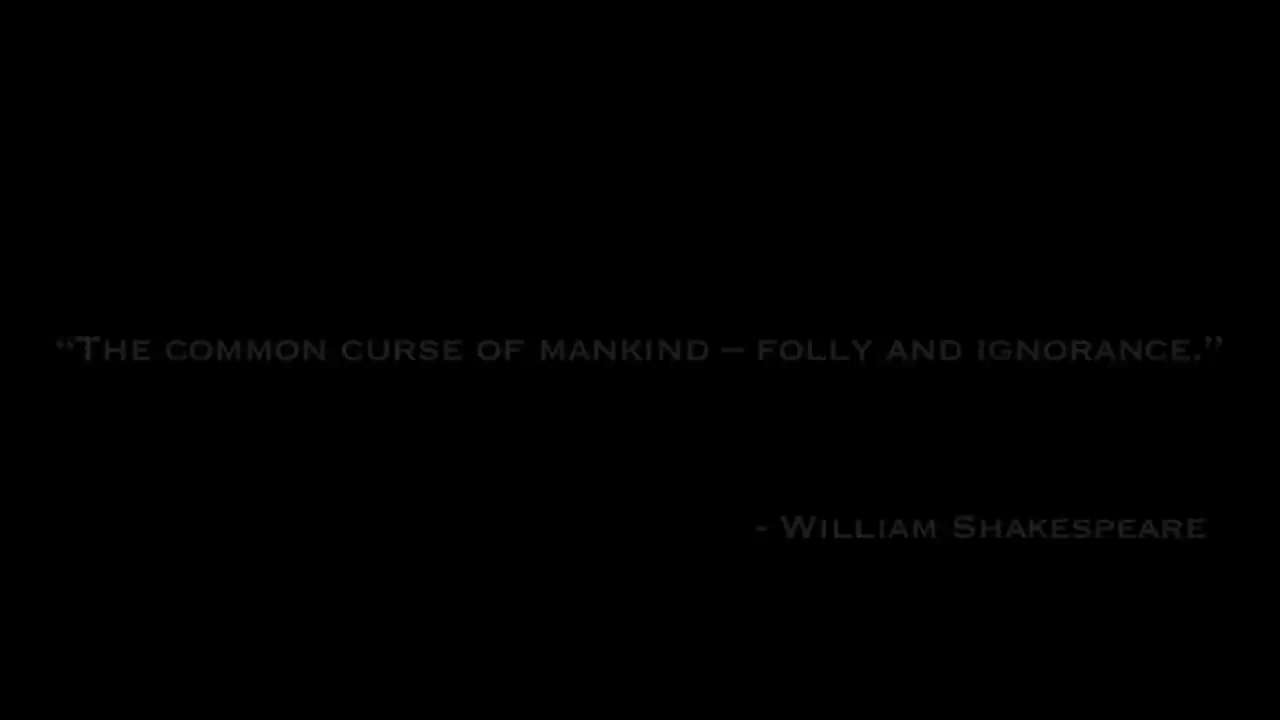 “The common curse of mankind – folly and ignorance.”
- William Shakespeare